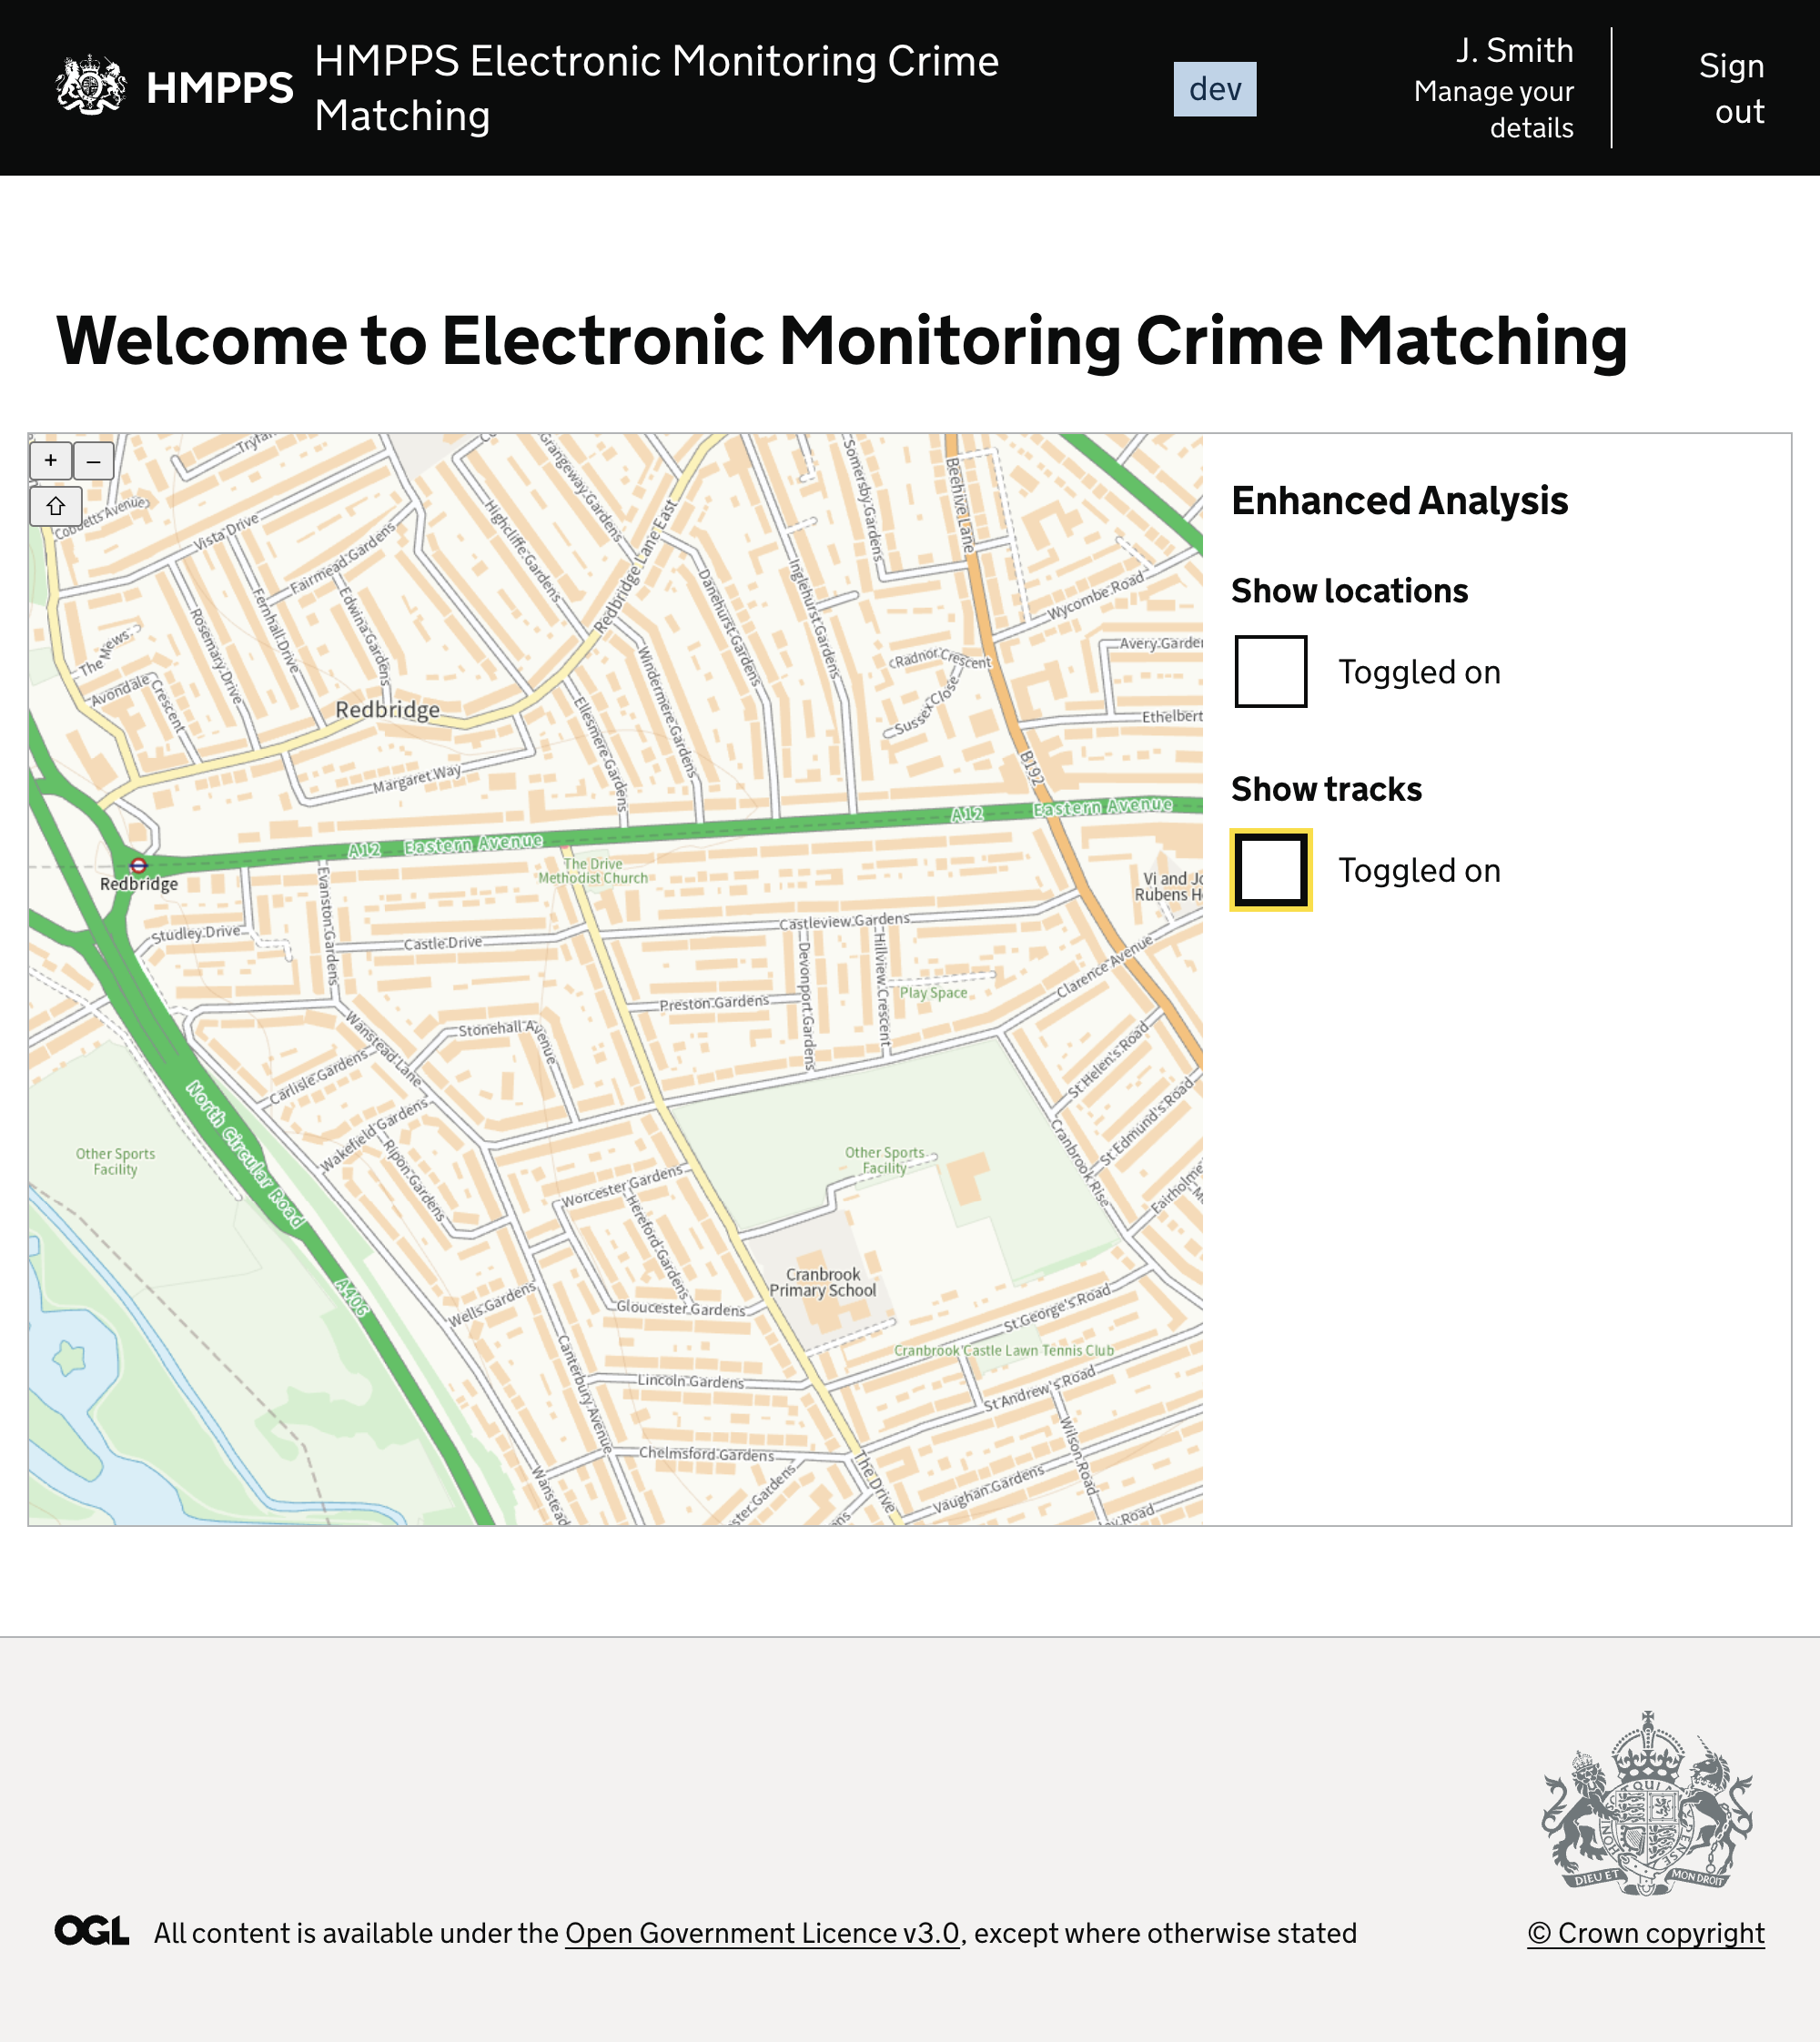 HMPPS
HMPPS Electronic Monitoring Crime
Matching
dev
J. Smith
Manage your
details
Sign
out
Welcome to Electronic Monitoring Crime Matching
+
–
⇧
Cobbetts Avenue
Vista Drive
Fairmead Gardens
Fernhall Drive
Edwina Gardens
Rosemary Drive
The Mews
Avondale Crescent
Highcliffe Gardens
Grangeway Gardens
Redbridge Lane East
Danehurst Gardens
Inglehurst Gardens
Somersby Gardens
Beehive Lane
Wycombe Road
Radnor Crescent
Avery Garde
Sussex Close
Ethelbert
Windermere Gardens
Ellesmere Gardens
Redbridge
Margaret Way
B192
A12
Eastern Avenue
A12
Eastern Avenue
Redbridge
The Drive
Methodist Church
Vi and Jo
Rubens H
Evanston Gardens
Studley Drive
Castle Drive
Castleview Gardens
Devonport Gardens
Hillview Crescent
Play Space
Clarence Avenue
Preston Gardens
Wanstead Lane
Stonehall Avenue
Carlisle Gardens
St Helen's Road
St Edmund's Road
North Circular Road
Wakefield Gardens
Ripon Gardens
Other Sports
Facility
Other Sports
Facility
Cranbrook Rise
Fairholme
Worcester Gardens
Hereford Gardens
Cranbrook
Primary School
A406
Wells Gardens
Gloucester Gardens
St George's Road
Cranbrook Castle Lawn Tennis Club
Canterbury Avenue
Lincoln Gardens
St Andrew's Road
Wilson Road
Chelmsford Gardens
The Drive
Vaughan Gardens
Wanstead
ster Gardens
Road
Enhanced Analysis
Show locations
Toggled on
Show tracks
Toggled on
DIEU ET
MON DROIT
OGL
All content is available under the Open Government Licence v3.0, except where otherwise stated
© Crown copyright